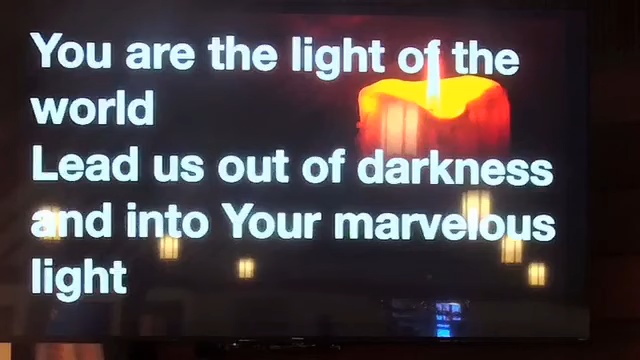 You are the light of the
world
Lead us out of darkness
and into Your marvelous
light